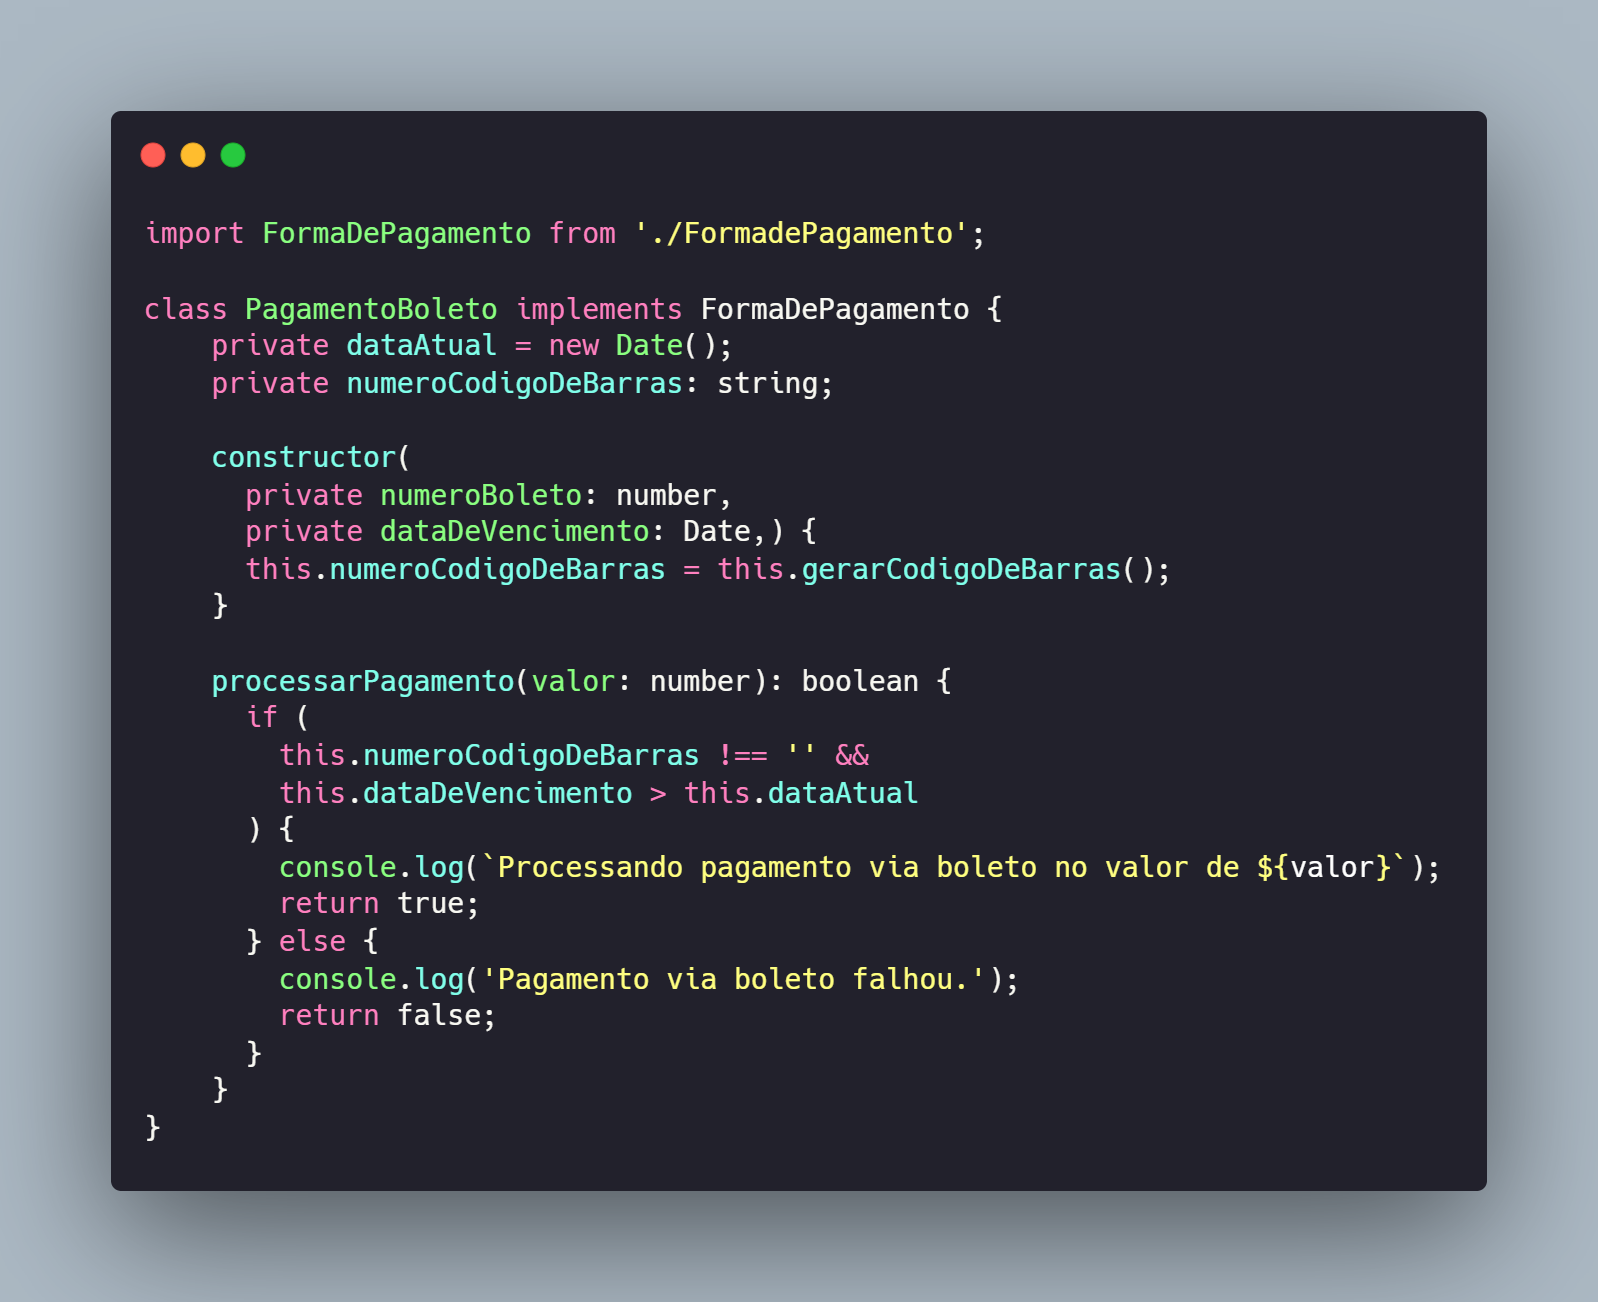 import FormaDePagamento from './FormadePagamento';

class PagamentoBoleto implements FormaDePagamento {
    private dataAtual = new Date();
    private numeroCodigoDeBarras: string;

    constructor(
      private numeroBoleto: number,
      private dataDeVencimento: Date,) {
      this.numeroCodigoDeBarras = this.gerarCodigoDeBarras();
    }

    processarPagamento(valor: number): boolean {
      if (
        this.numeroCodigoDeBarras !== '' &&
        this.dataDeVencimento > this.dataAtual
      ) {
        console.log(`Processando pagamento via boleto no valor de ${valor}`);
        return true;
      } else {
        console.log('Pagamento via boleto falhou.');
        return false;
      }
    }
}